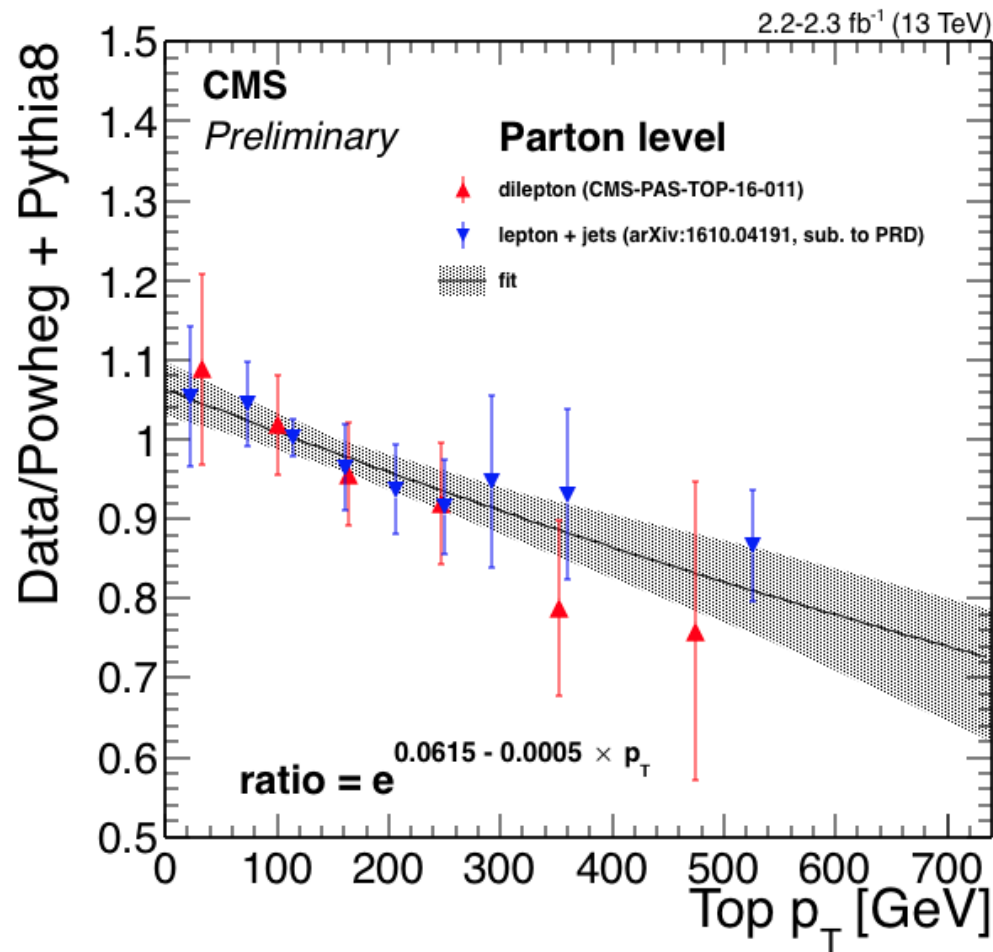 2.2-2.3 fb⁻¹ (13 TeV)
CMS
Preliminary
Parton level
dilepton (CMS-PAS-TOP-16-011)
lepton + jets (arXiv:1610.04191, sub. to PRD)
fit
Data/Powheg + Pythia8
1.5
1.4
1.3
1.2
1.1
1
0.9
0.8
0.7
0.6
0.5
ratio = e^0.0615 - 0.0005 × p_T
0 100 200 300 400 500 600 700
Top p_T [GeV]